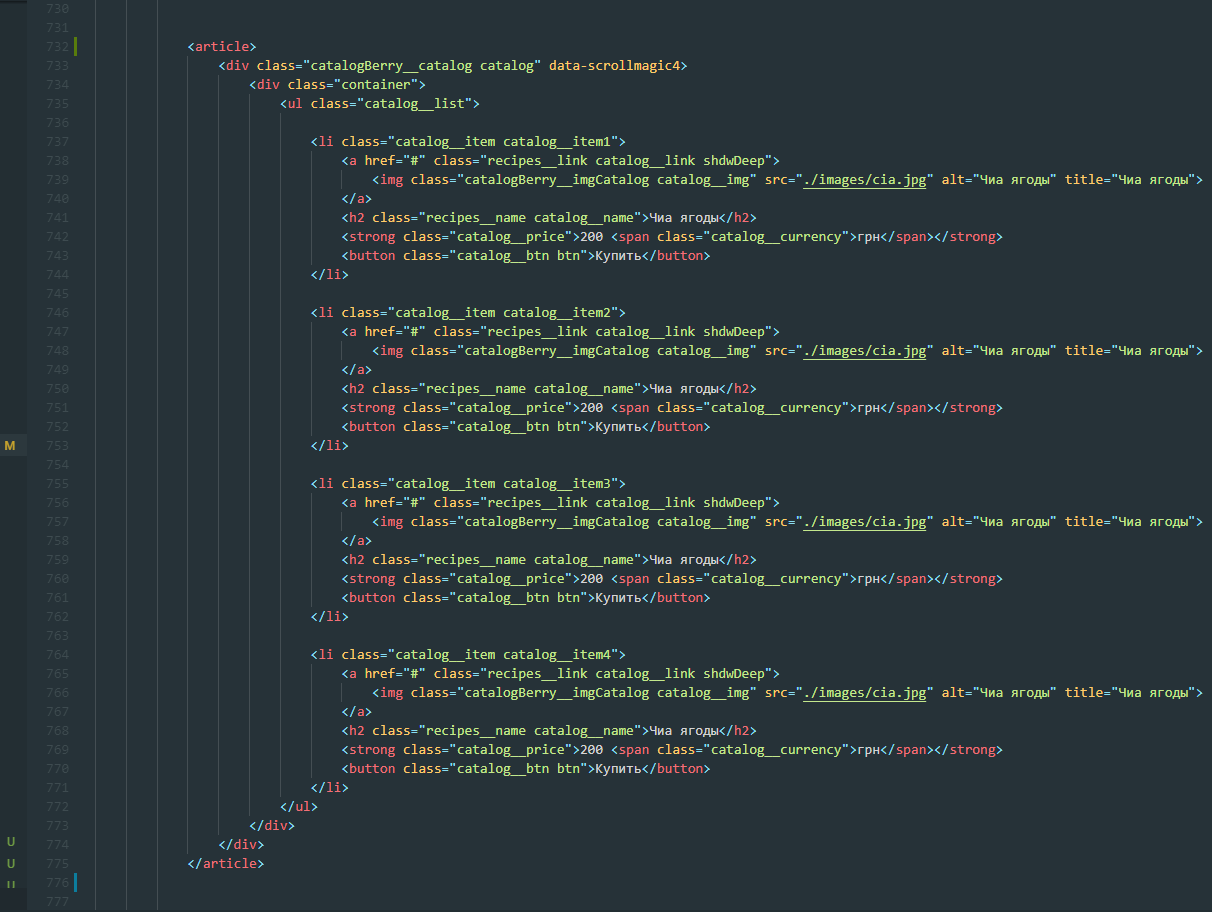 730
731
732 <article>
733 <div class="catalogBerry__catalog catalog" data-scrollmagic4>
734 <div class="container">
735 <ul class="catalog__list">
736
737 <li class="catalog__item catalog__item1">
738 <a href="#" class="recipes__link catalog__link shdwDeep">
739 <img class="catalogBerry__imgCatalog catalog__img" src="./images/cia.jpg" alt="Чиа ягоды" title="Чиа ягоды">
740 </a>
741 <h2 class="recipes__name catalog__name">Чиа ягоды</h2>
742 <strong class="catalog__price">200 <span class="catalog__currency">грн</span></strong>
743 <button class="catalog__btn btn">Купить</button>
744 </li>
745
746 <li class="catalog__item catalog__item2">
747 <a href="#" class="recipes__link catalog__link shdwDeep">
748 <img class="catalogBerry__imgCatalog catalog__img" src="./images/cia.jpg" alt="Чиа ягоды" title="Чиа ягоды">
749 </a>
750 <h2 class="recipes__name catalog__name">Чиа ягоды</h2>
751 <strong class="catalog__price">200 <span class="catalog__currency">грн</span></strong>
752 <button class="catalog__btn btn">Купить</button>
M 753 </li>
754
755 <li class="catalog__item catalog__item3">
756 <a href="#" class="recipes__link catalog__link shdwDeep">
757 <img class="catalogBerry__imgCatalog catalog__img" src="./images/cia.jpg" alt="Чиа ягоды" title="Чиа ягоды">
758 </a>
759 <h2 class="recipes__name catalog__name">Чиа ягоды</h2>
760 <strong class="catalog__price">200 <span class="catalog__currency">грн</span></strong>
761 <button class="catalog__btn btn">Купить</button>
762 </li>
763
764 <li class="catalog__item catalog__item4">
765 <a href="#" class="recipes__link catalog__link shdwDeep">
766 <img class="catalogBerry__imgCatalog catalog__img" src="./images/cia.jpg" alt="Чиа ягоды" title="Чиа ягоды">
767 </a>
768 <h2 class="recipes__name catalog__name">Чиа ягоды</h2>
769 <strong class="catalog__price">200 <span class="catalog__currency">грн</span></strong>
770 <button class="catalog__btn btn">Купить</button>
771 </li>
772 </ul>
773 </div>
U 774 </div>
U 775 </article>
U 776
777